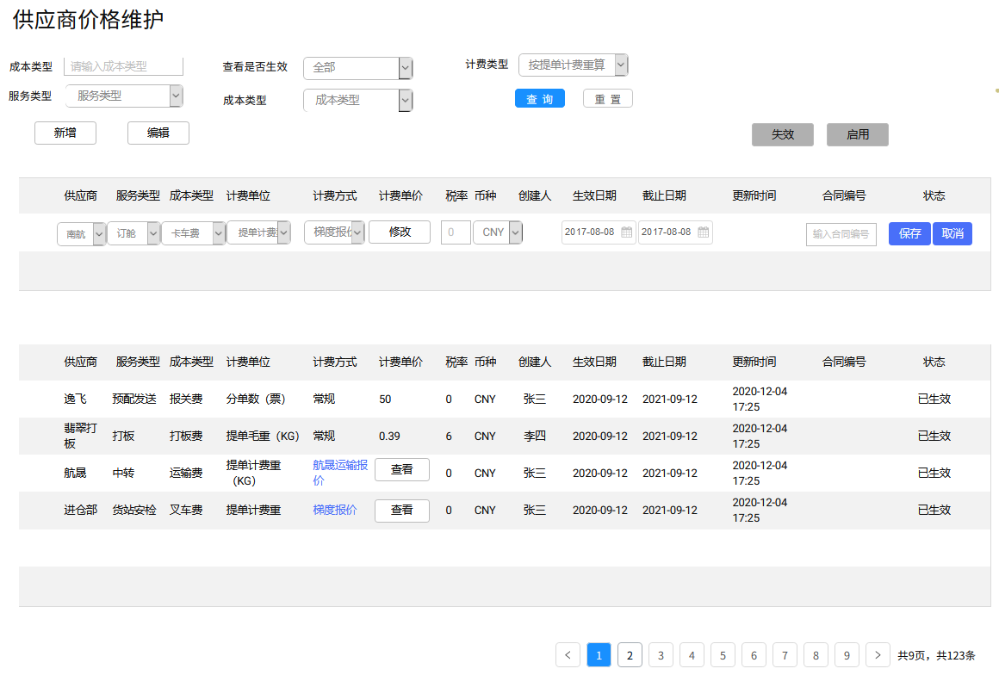 供应商价格维护
成本类型 请输入成本类型 查看是否生效 全部 计费类型 按提单计费重算
服务类型 服务类型 成本类型 成本类型 查 询 重 置
新增 编辑 失效 启用
供应商 服务类型 成本类型 计费单位 计费方式 计费单价 税率 币种 创建人 生效日期 截止日期 更新时间 合同编号 状态
南航 订舱 卡车费 提单计费 梯度报价 修改 0 CNY 2017-08-08 2017-08-08 输入合同编号 保存 取消
供应商 服务类型 成本类型 计费单位 计费方式 计费单价 税率 币种 创建人 生效日期 截止日期 更新时间 合同编号 状态
逸飞 预配发送 报关费 分单数（票） 常规 50 0 CNY 张三 2020-09-12 2021-09-12 2020-12-04 17:25 已生效
翡翠打板 打板 打板费 提单毛重（KG） 常规 0.39 6 CNY 李四 2020-09-12 2021-09-12 2020-12-04 17:25 已生效
航晟 中转 运输费 提单计费重（KG） 航晟运输报价 查看 0 CNY 张三 2020-09-12 2021-09-12 2020-12-04 17:25 已生效
进仓部 货站安检 叉车费 提单计费重 梯度报价 查看 0 CNY 张三 2020-09-12 2021-09-12 2020-12-04 17:25 已生效
< 1 2 3 4 5 6 7 8 9 > 共9页，共123条